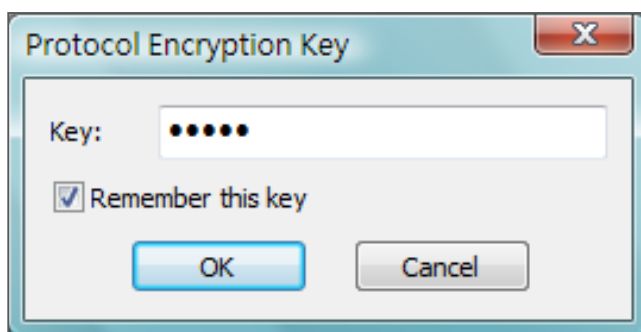 Protocol Encryption Key
Key: •••••
Remember this key
OK Cancel